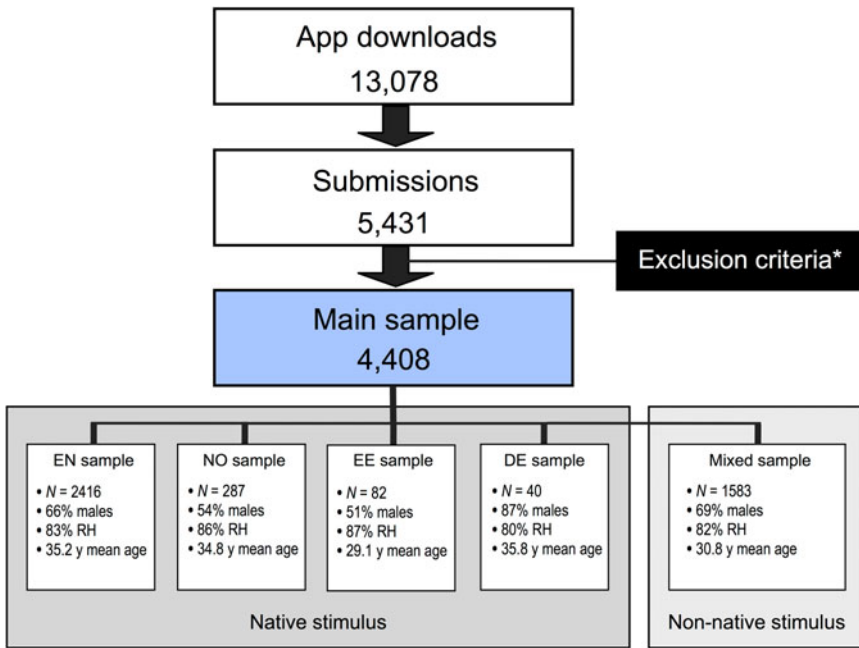 App downloads
13,078
Submissions
5,431
Exclusion criteria*
Main sample
4,408
EN sample
• N = 2416
• 66% males
• 83% RH
• 35.2 y mean age
NO sample
• N = 287
• 54% males
• 86% RH
• 34.8 y mean age
EE sample
• N = 82
• 51% males
• 87% RH
• 29.1 y mean age
DE sample
• N = 40
• 87% males
• 80% RH
• 35.8 y mean age
Mixed sample
• N = 1583
• 69% males
• 82% RH
• 30.8 y mean age
Native stimulus
Non-native stimulus